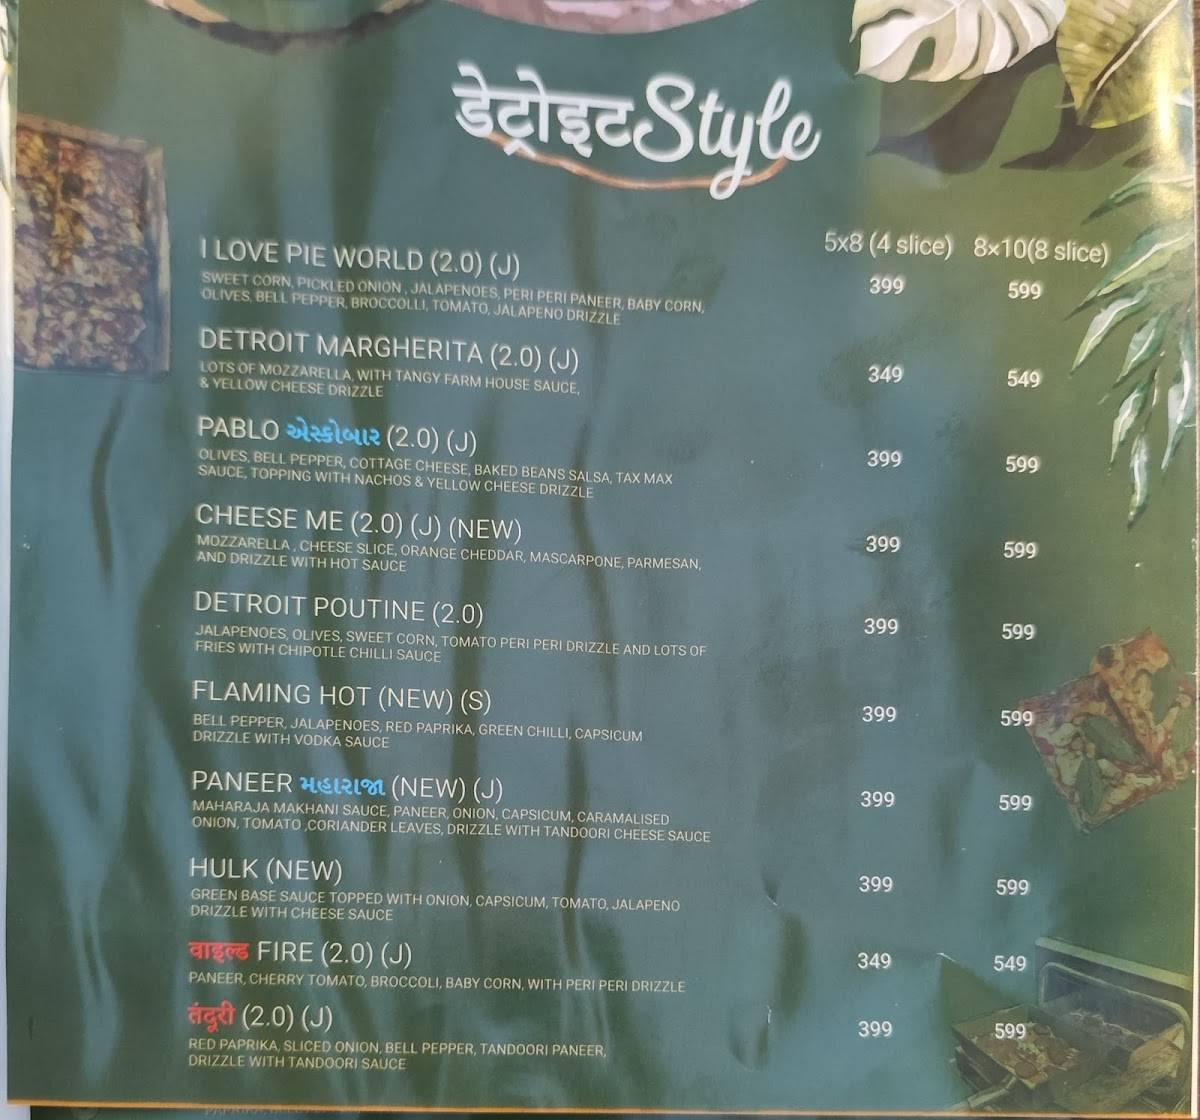 डेट्रोइट Style
5x8 (4 slice) 8x10(8 slice)
I LOVE PIE WORLD (2.0) (J) 399 599
SWEET CORN, PICKLED ONION , JALAPENOES, PERI PERI PANEER, BABY CORN,
OLIVES, BELL PEPPER, BROCCOLLI, TOMATO, JALAPENO DRIZZLE
DETROIT MARGHERITA (2.0) (J) 349 549
LOTS OF MOZZARELLA, WITH TANGY FARM HOUSE SAUCE,
& YELLOW CHEESE DRIZZLE
PABLO એસ્કોબાર (2.0) (J) 399 599
OLIVES, BELL PEPPER, COTTAGE CHEESE, BAKED BEANS SALSA, TAX MAX
SAUCE, TOPPING WITH NACHOS & YELLOW CHEESE DRIZZLE
CHEESE ME (2.0) (J) (NEW) 399 599
MOZZARELLA , CHEESE SLICE, ORANGE CHEDDAR, MASCARPONE, PARMESAN,
AND DRIZZLE WITH HOT SAUCE
DETROIT POUTINE (2.0) 399 599
JALAPENOES, OLIVES, SWEET CORN, TOMATO PERI PERI DRIZZLE AND LOTS OF
FRIES WITH CHIPOTLE CHILLI SAUCE
FLAMING HOT (NEW) (S) 399 599
BELL PEPPER, JALAPENOES, RED PAPRIKA, GREEN CHILLI, CAPSICUM
DRIZZLE WITH VODKA SAUCE
PANEER મહારાજા (NEW) (J) 399 599
MAHARAJA MAKHANI SAUCE, PANEER, ONION, CAPSICUM, CARAMALISED
ONION, TOMATO ,CORIANDER LEAVES, DRIZZLE WITH TANDOORI CHEESE SAUCE
HULK (NEW) 399 599
GREEN BASE SAUCE TOPPED WITH ONION, CAPSICUM, TOMATO, JALAPENO
DRIZZLE WITH CHEESE SAUCE
वाइल्ड FIRE (2.0) (J) 349 549
PANEER, CHERRY TOMATO, BROCCOLI, BABY CORN, WITH PERI PERI DRIZZLE
तंदूरी (2.0) (J) 399 599
RED PAPRIKA, SLICED ONION, BELL PEPPER, TANDOORI PANEER,
DRIZZLE WITH TANDOORI SAUCE